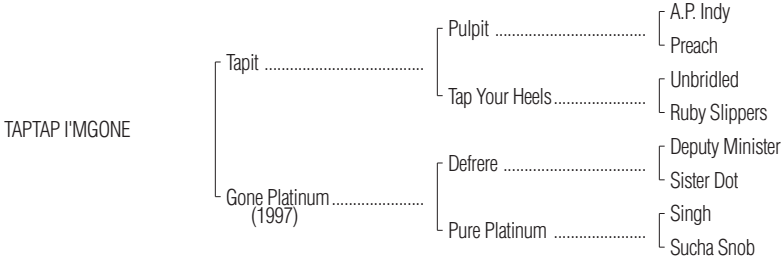 A.P. Indy
Pulpit ......................................
Preach
Tapit ........................................
Unbridled
Tap Your Heels.......................
Ruby Slippers
TAPTAP I'MGONE
Deputy Minister
Defrere ....................................
Sister Dot
Gone Platinum.......................
(1997)
Singh
Pure Platinum .......................
Sucha Snob